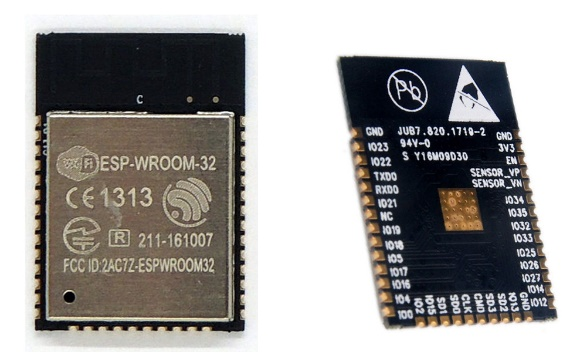 C
Wi Fi ESP-WROOM-32
CE1313
R 211-161007
FCC ID:2AC7Z-ESPWROOM32
Pb
JUB7.820.1719-2
94V-0
S Y16M09D30
GND
IO23
IO22
TXD0
RXD0
IO21
NC
IO19
IO18
IO5
IO17
IO16
IO4
IO0
IO2
IO15
SD1
SD0
CLK
CMD
SD3
SD2
IO13
GND
GND
3V3
EN
SENSOR_VP
SENSOR_VN
IO34
IO35
IO32
IO33
IO25
IO26
IO27
IO14
IO12